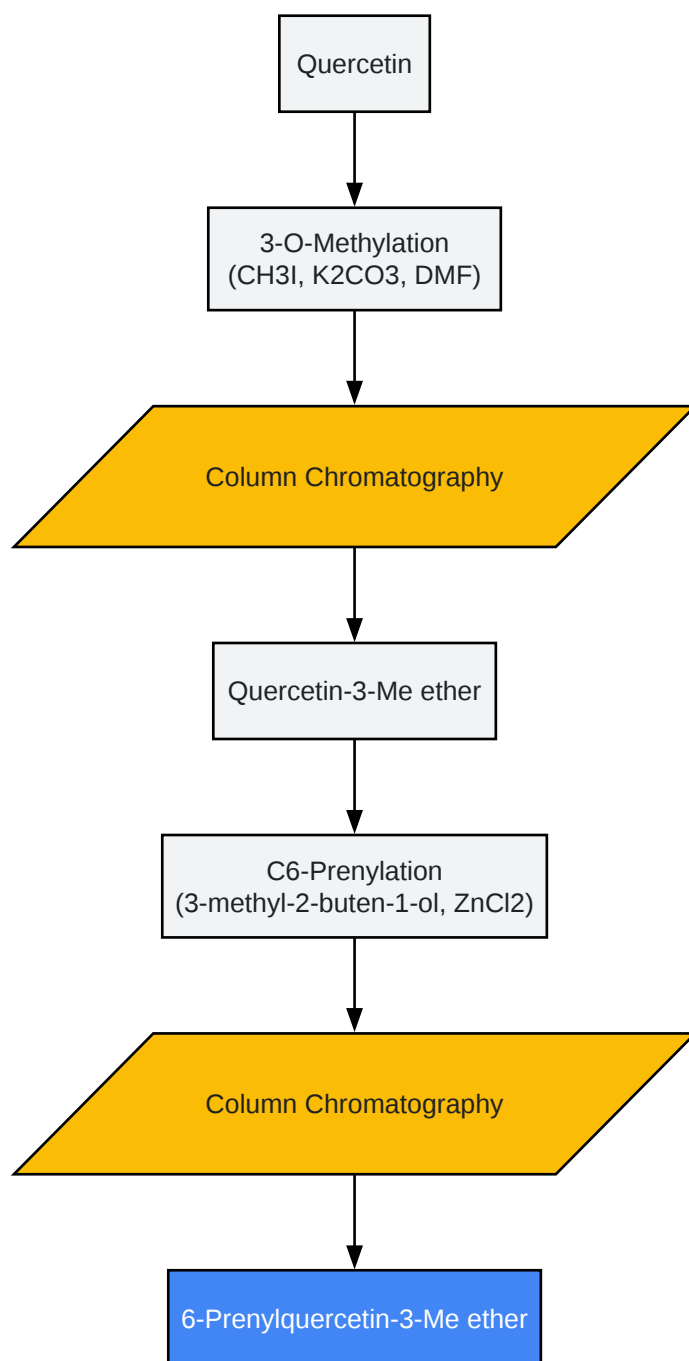 Quercetin
3-O-Methylation
(CH3I, K2CO3, DMF)
Column Chromatography
Quercetin-3-Me ether
C6-Prenylation
(3-methyl-2-buten-1-ol, ZnCl2)
Column Chromatography
6-Prenylquercetin-3-Me ether